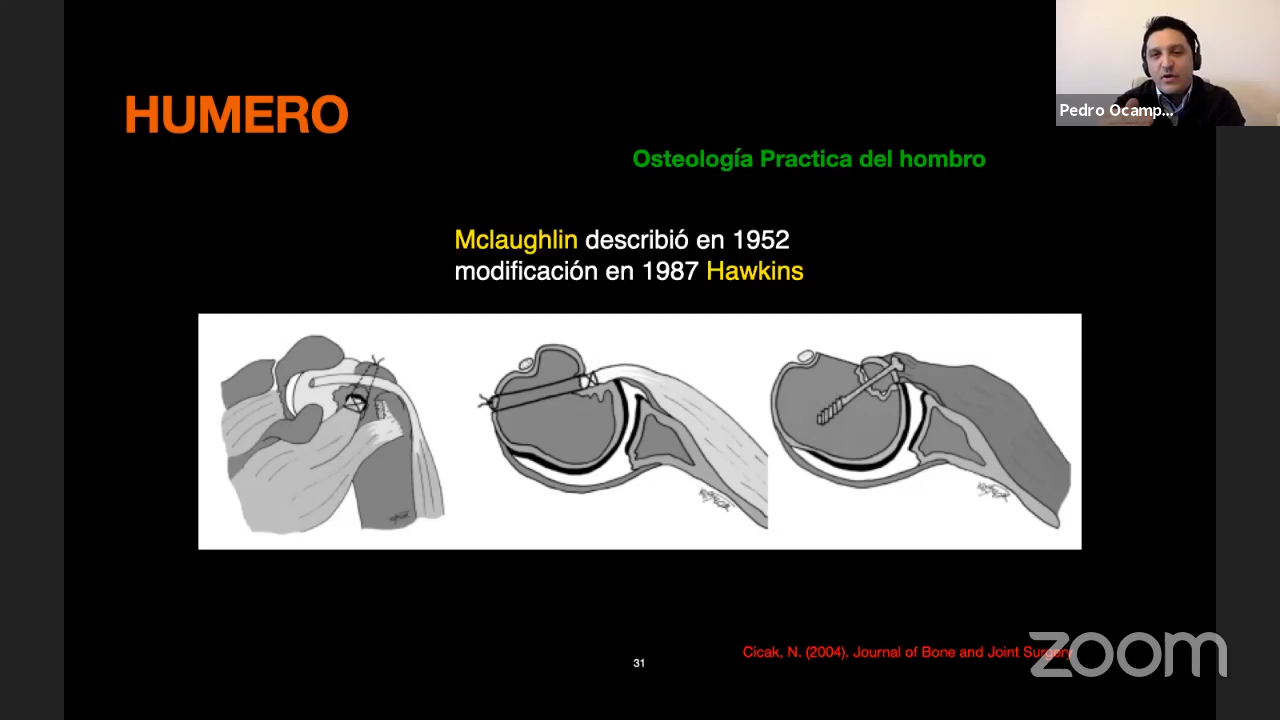 HUMERO
Pedro Ocamp...
Osteología Practica del hombro
Mclaughlin describió en 1952
modificación en 1987 Hawkins
Cicak, N. (2004). Journal of Bone and Joint Surgery
31
zoom